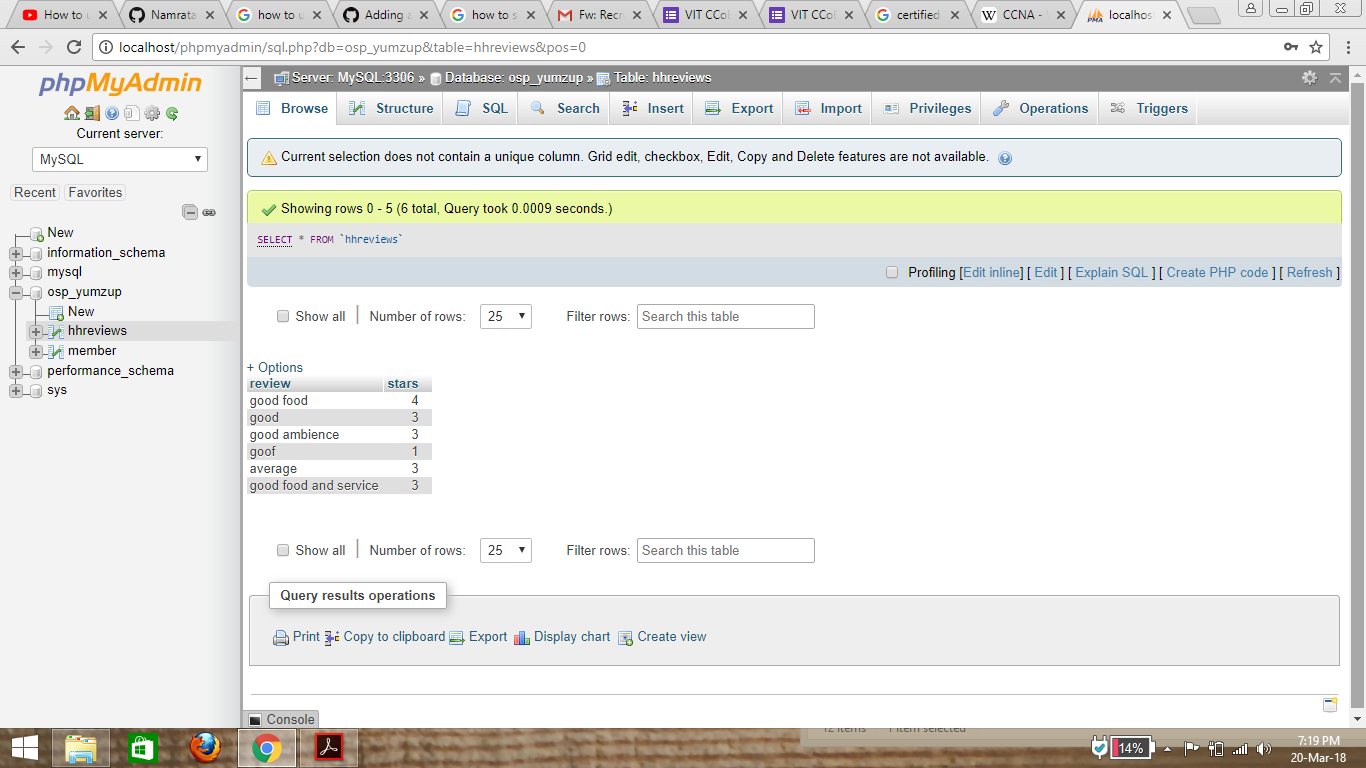 How to u Namrata how to u Adding a how to s Fw: Recr VIT CCol VIT CCol certified CCNA - localhos
localhost/phpmyadmin/sql.php?db=osp_yumzup&table=hhreviews&pos=0
phpMyAdmin
Current server:
MySQL
Recent Favorites
New
information_schema
mysql
osp_yumzup
New
hhreviews
member
performance_schema
sys
Server: MySQL:3306 » Database: osp_yumzup » Table: hhreviews
Browse Structure SQL Search Insert Export Import Privileges Operations Triggers
Current selection does not contain a unique column. Grid edit, checkbox, Edit, Copy and Delete features are not available.
Showing rows 0 - 5 (6 total, Query took 0.0009 seconds.)
SELECT * FROM `hhreviews`
Profiling [Edit inline] [ Edit ] [ Explain SQL ] [ Create PHP code ] [ Refresh ]
Show all Number of rows: 25 Filter rows: Search this table
+ Options
review stars
good food 4
good 3
good ambience 3
goof 1
average 3
good food and service 3
Show all Number of rows: 25 Filter rows: Search this table
Query results operations
Print Copy to clipboard Export Display chart Create view
Console
12 items 1 item selected
14%
7:19 PM
20-Mar-18